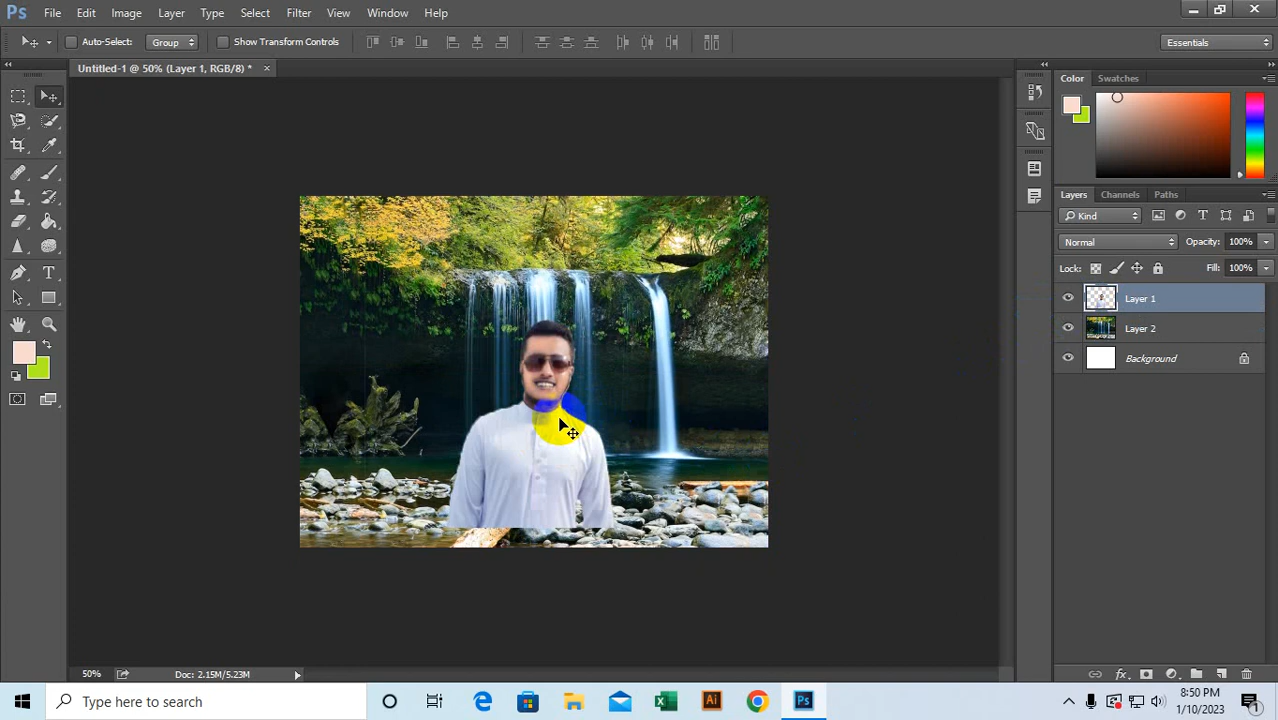 Ps File Edit Image Layer Type Select Filter View Window Help
Auto-Select: Group Show Transform Controls Essentials
Untitled-1 @ 50% (Layer 1, RGB/8) * ×
Color Swatches
Layers Channels Paths
Kind
Normal Opacity: 100%
Lock: Fill: 100%
Layer 1
Layer 2
Background
50% Doc: 2.15M/5.23M
Type here to search
Ai
Ps
8:50 PM
1/10/2023
1